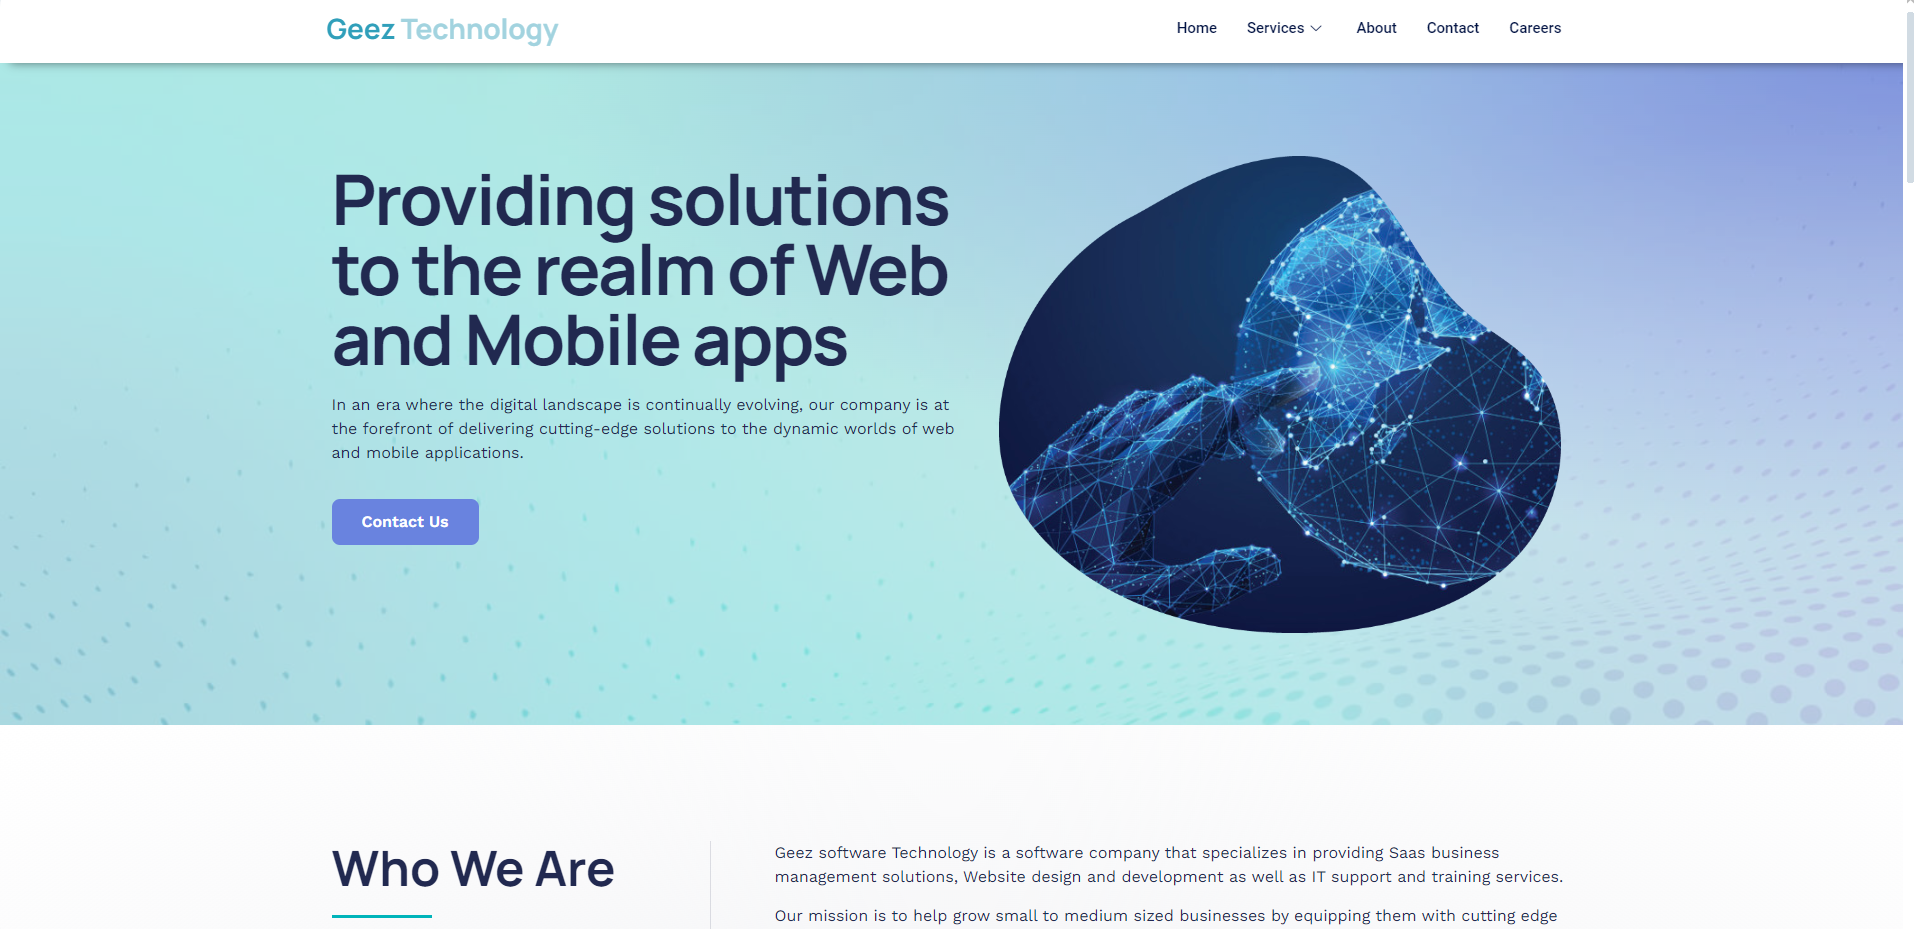 Geez Technology
Home Services About Contact Careers
Providing solutions
to the realm of Web
and Mobile apps
In an era where the digital landscape is continually evolving, our company is at
the forefront of delivering cutting-edge solutions to the dynamic worlds of web
and mobile applications.
Contact Us
Who We Are
Geez software Technology is a software company that specializes in providing Saas business
management solutions, Website design and development as well as IT support and training services.
Our mission is to help grow small to medium sized businesses by equipping them with cutting edge